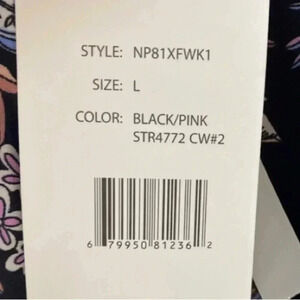 STYLE: NP81XFWK1
SIZE: L
COLOR: BLACK/PINK
STR4772 CW#2
6 79950 81236 2